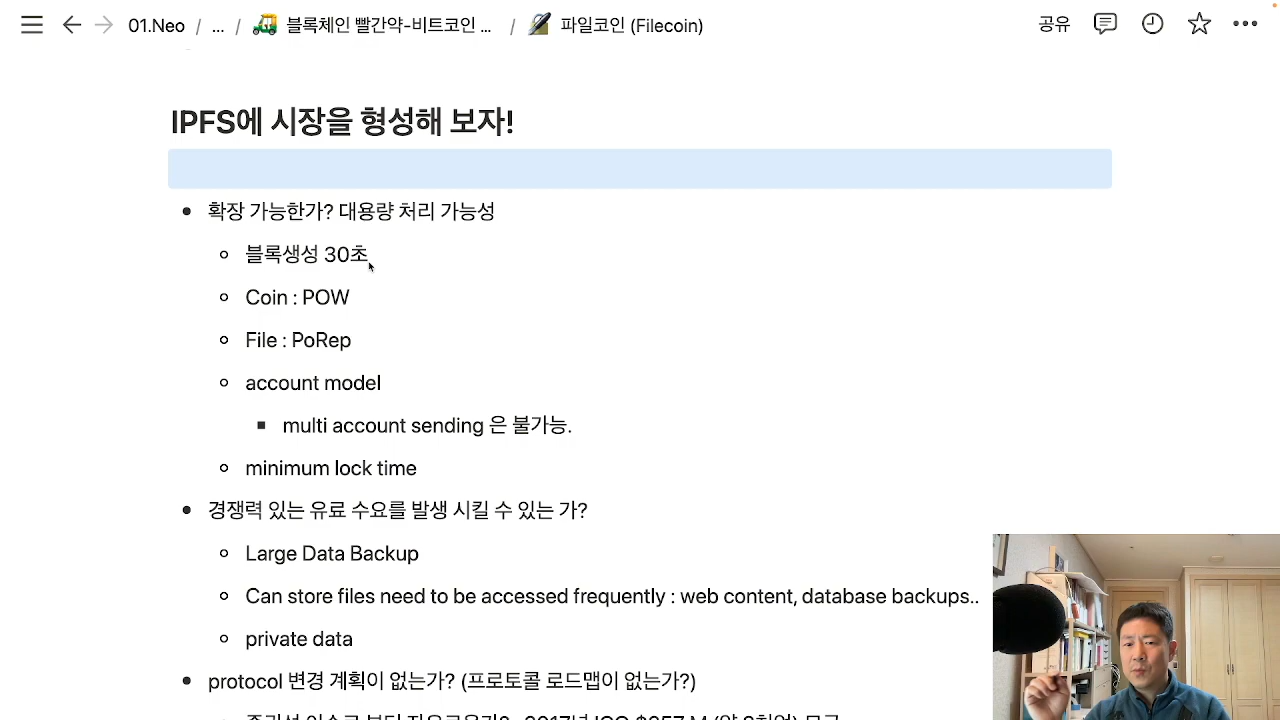 01.Neo / ... / 블록체인 빨간약-비트코인 ... / 파일코인 (Filecoin) 공유
IPFS에 시장을 형성해 보자!
확장 가능한가? 대용량 처리 가능성
블록생성 30초
Coin : POW
File : PoRep
account model
multi account sending 은 불가능.
minimum lock time
경쟁력 있는 유료 수요를 발생 시킬 수 있는 가?
Large Data Backup
Can store files need to be accessed frequently : web content, database backups..
private data
protocol 변경 계획이 없는가? (프로토콜 로드맵이 없는가?)